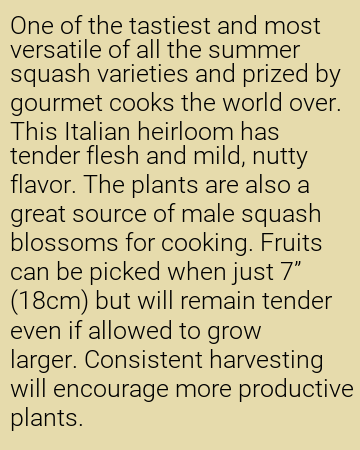 One of the tastiest and most
versatile of all the summer
squash varieties and prized by
gourmet cooks the world over.
This Italian heirloom has
tender flesh and mild, nutty
flavor. The plants are also a
great source of male squash
blossoms for cooking. Fruits
can be picked when just 7”
(18cm) but will remain tender
even if allowed to grow
larger. Consistent harvesting
will encourage more productive
plants.